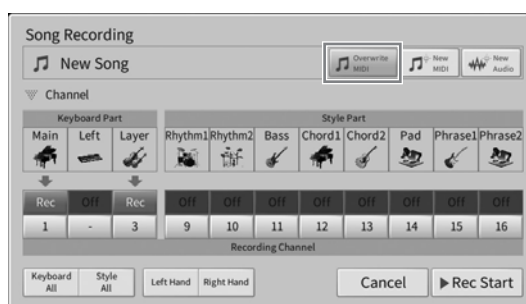 Song Recording
New Song
Overwrite MIDI
New MIDI
New Audio
Channel
Keyboard Part Style Part
Main Left Layer Rhythm1 Rhythm2 Bass Chord1 Chord2 Pad Phrase1 Phrase2
Rec Off Rec Off Off Off Off Off Off Off Off
1 - 3 9 10 11 12 13 14 15 16
Recording Channel
Keyboard All
Style All
Left Hand Right Hand Cancel Rec Start